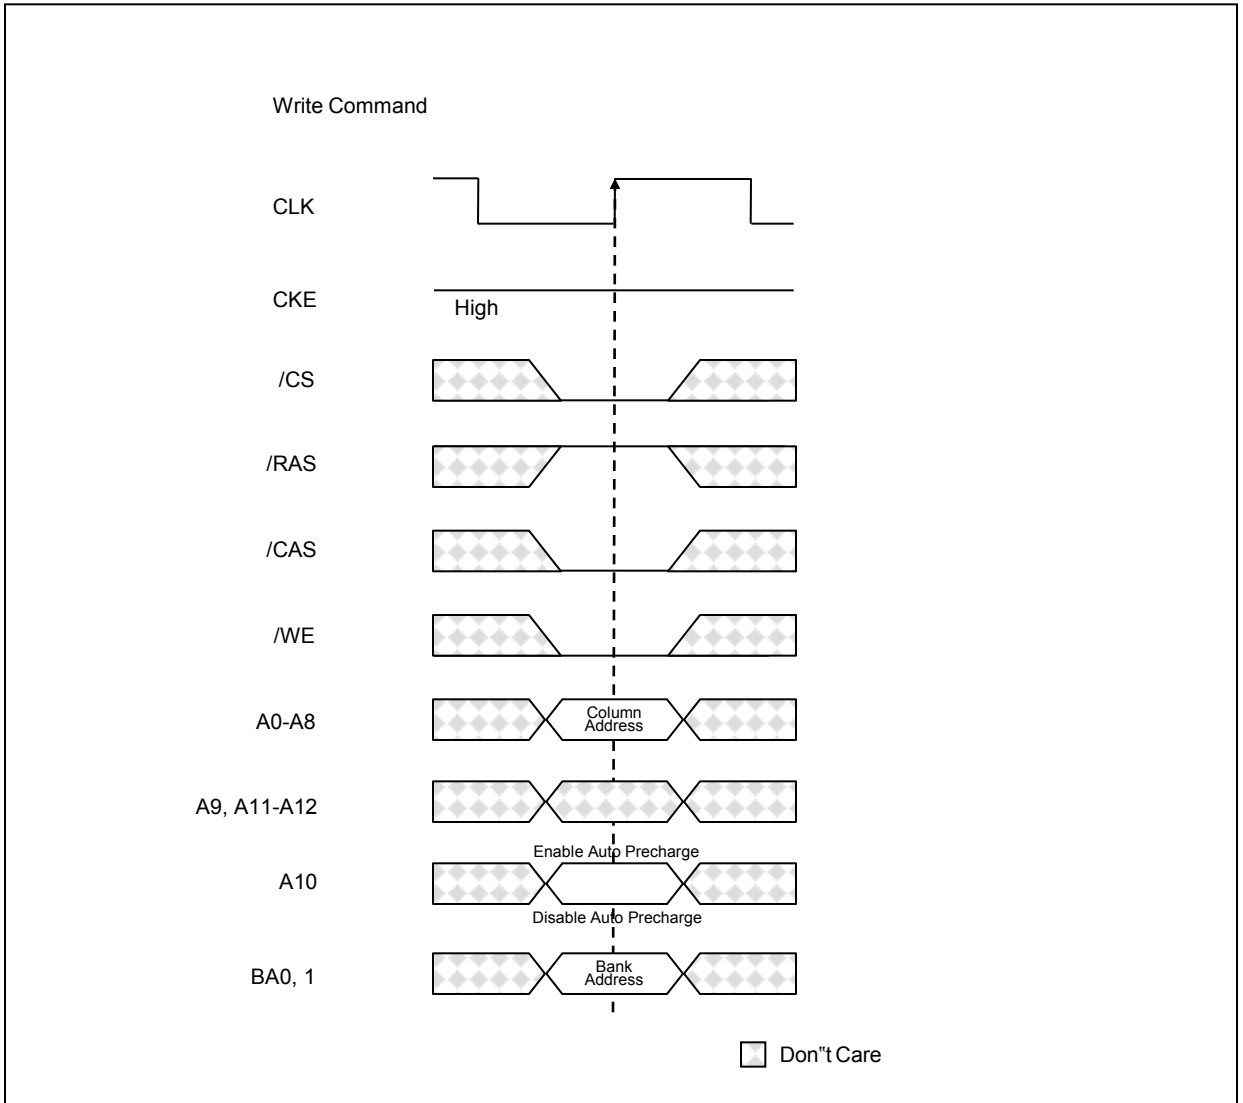 Write Command
CLK
CKE
High
/CS
/RAS
/CAS
/WE
A0-A8
Column
Address
A9, A11-A12
Enable Auto Precharge
A10
Disable Auto Precharge
BA0, 1
Bank
Address
Don‟t Care